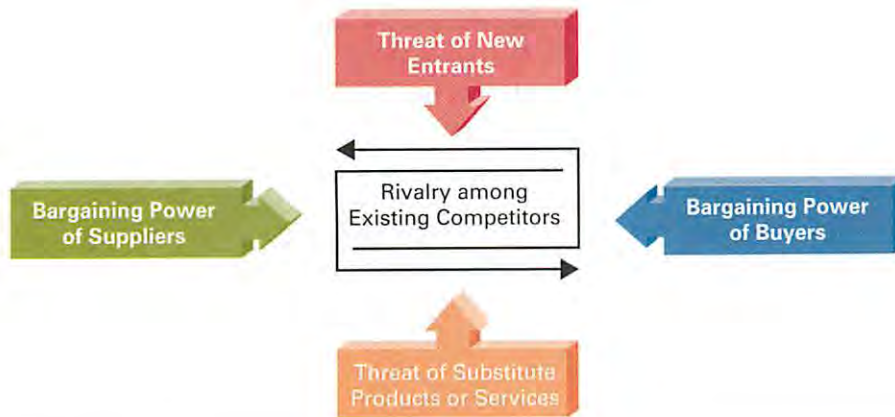 Threat of New
Entrants
Bargaining Power
of Suppliers
Rivalry among
Existing Competitors
Bargaining Power
of Buyers
Threat of Substitute
Products or Services